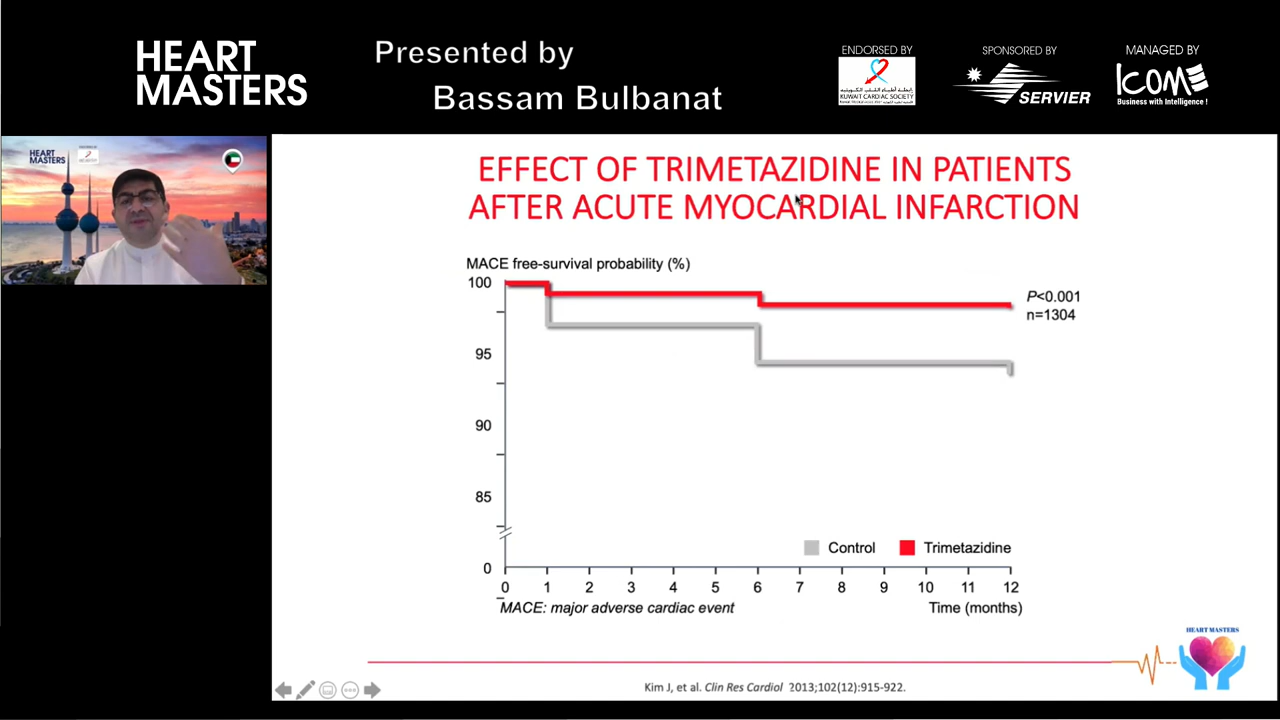 HEART
MASTERS
Presented by
Bassam Bulbanat
ENDORSED BY
KUWAIT CARDIAC SOCIETY
SPONSORED BY
SERVIER
MANAGED BY
ICOME
Business with Intelligence !
HEART
MASTERS
EFFECT OF TRIMETAZIDINE IN PATIENTS
AFTER ACUTE MYOCARDIAL INFARCTION
MACE free-survival probability (%)
100
95
90
85
0
P<0.001
n=1304
Control
Trimetazidine
0 1 2 3 4 5 6 7 8 9 10 11 12
MACE: major adverse cardiac event
Time (months)
HEART MASTERS
Kim J, et al. Clin Res Cardiol 2013;102(12):915-922.